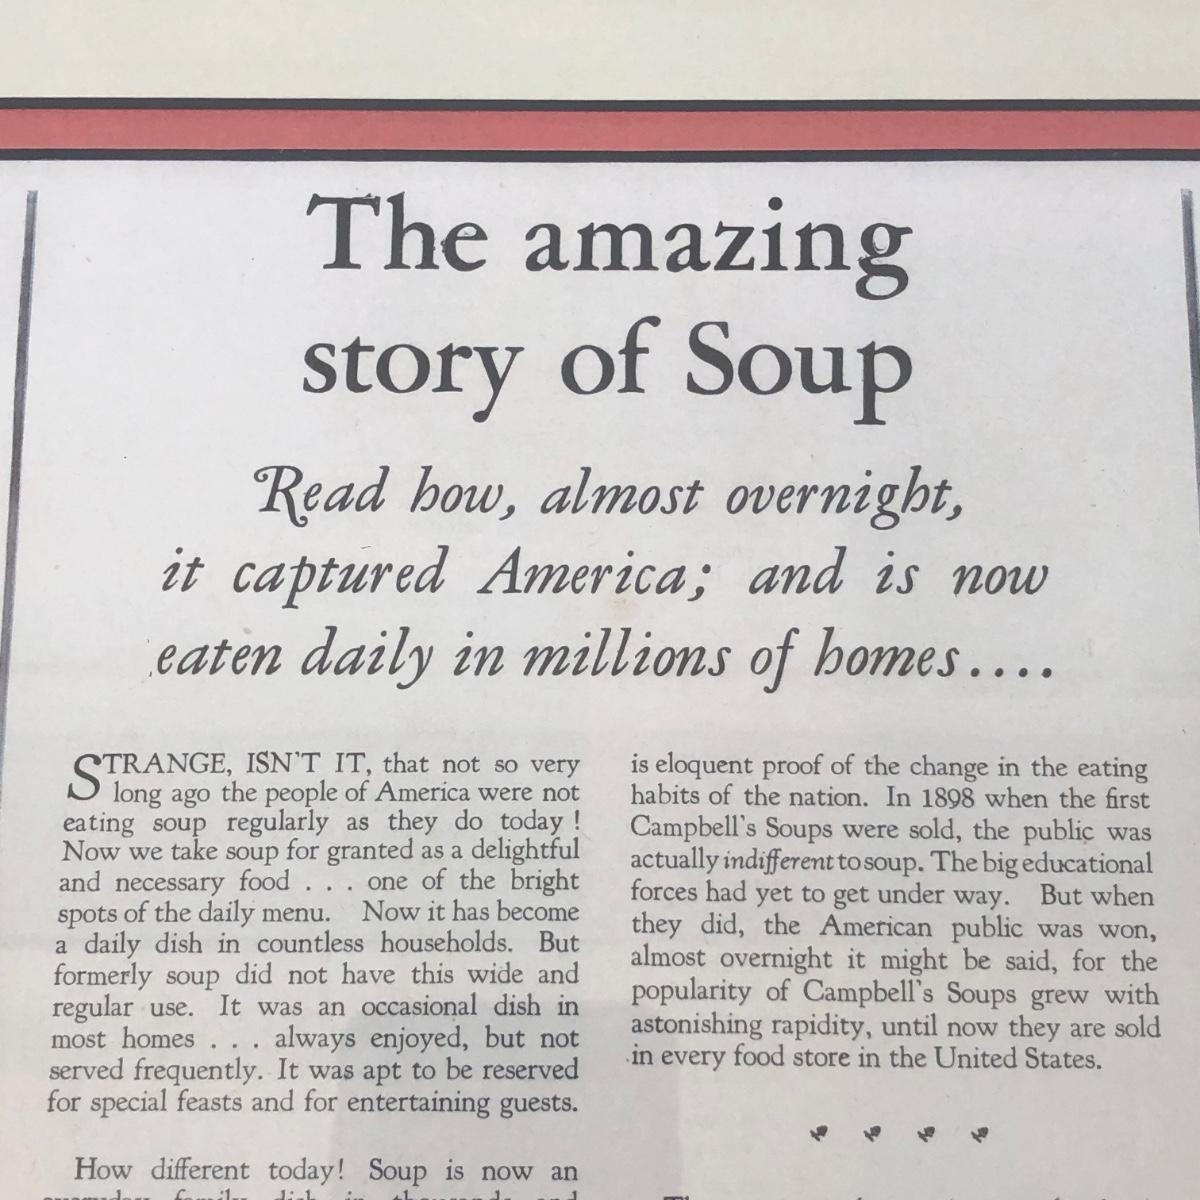 The amazing
story of Soup
Read how, almost overnight,
it captured America; and is now
eaten daily in millions of homes....
STRANGE, ISN'T IT, that not so very
long ago the people of America were not
eating soup regularly as they do today!
Now we take soup for granted as a delightful
and necessary food . . . one of the bright
spots of the daily menu. Now it has become
a daily dish in countless households. But
formerly soup did not have this wide and
regular use. It was an occasional dish in
most homes . . . always enjoyed, but not
served frequently. It was apt to be reserved
for special feasts and for entertaining guests.
How different today! Soup is now an
everyday family dish in thousands and
is eloquent proof of the change in the eating
habits of the nation. In 1898 when the first
Campbell's Soups were sold, the public was
actually indifferent to soup. The big educational
forces had yet to get under way. But when
they did, the American public was won,
almost overnight it might be said, for the
popularity of Campbell's Soups grew with
astonishing rapidity, until now they are sold
in every food store in the United States.